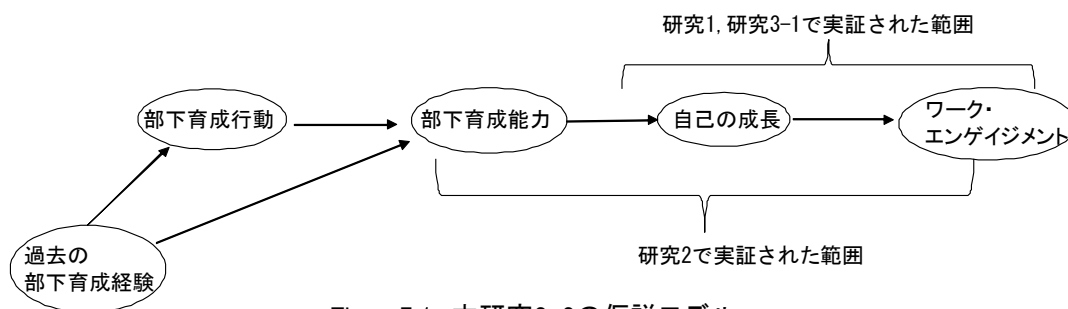 研究1,研究3-1で実証された範囲
部下育成行動
部下育成能力
自己の成長
ワーク・
エンゲイジメント
過去の
部下育成経験
研究2で実証された範囲